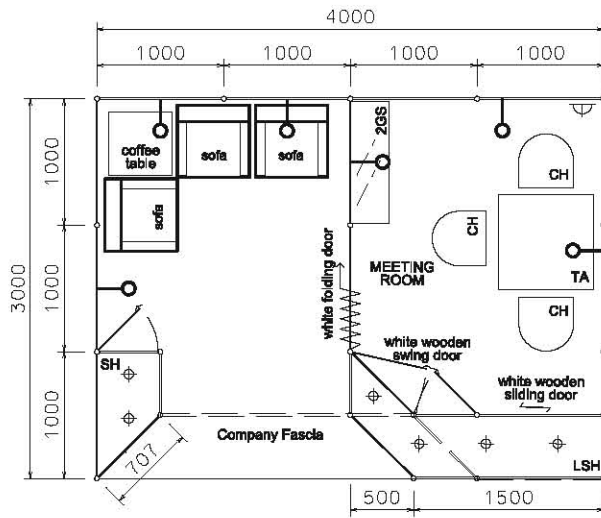 4000
1000 1000 1000 1000
3000
1000
1000
1000
coffee
table
sofa
sofa
sofa
2GS
CH
CH
CH
TA
MEETING
ROOM
white folding door
white wooden
swing door
white wooden
sliding door
SH
Company Fascia
LSH
707
500
1500